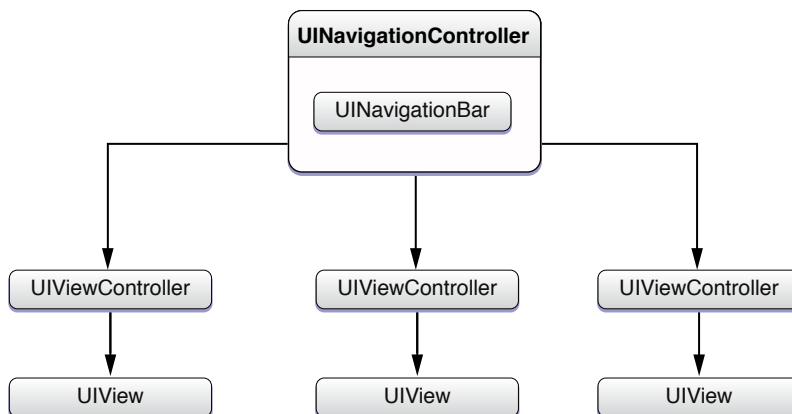 UINavigationController
UINavigationBar
UIViewController
UIViewController
UIViewController
UIView
UIView
UIView